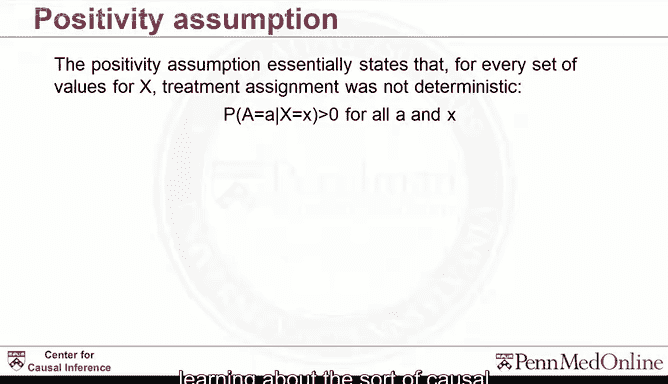 Positivity assumption
The positivity assumption essentially states that, for every set of
values for X, treatment assignment was not deterministic:
P(A=a|X=x)>0 for all a and x
Center for
Causal Inference
PennMedOnline
learning about the sort of causal